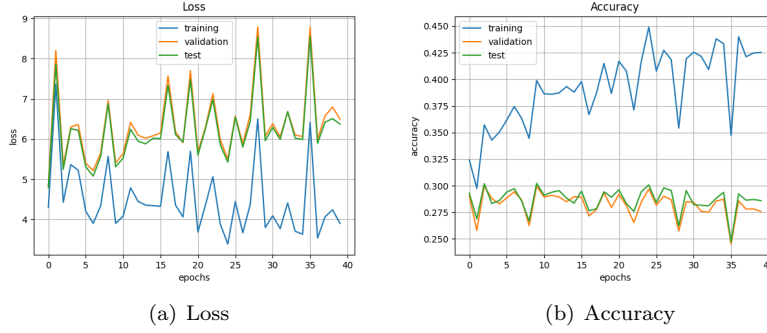 Loss
training
validation
test
9
8
7
6
5
4
loss
0
5
10
15
20
25
30
35
40
epochs
(a) Loss
Accuracy
training
validation
test
0.450
0.425
0.400
0.375
0.350
0.325
0.300
0.275
0.250
accuracy
0
5
10
15
20
25
30
35
4
epochs
(b) Accuracy